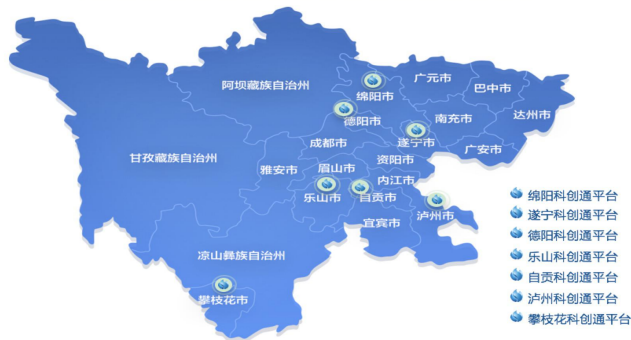 阿坝藏族自治州
广元市
巴中市
绵阳市
达州市
德阳市
南充市
成都市
遂宁市
广安市
甘孜藏族自治州
资阳市
雅安市
眉山市
内江市
乐山市
自贡市
泸州市
宜宾市
凉山彝族自治州
攀枝花市
绵阳科创通平台
遂宁科创通平台
德阳科创通平台
乐山科创通平台
自贡科创通平台
泸州科创通平台
攀枝花科创通平台